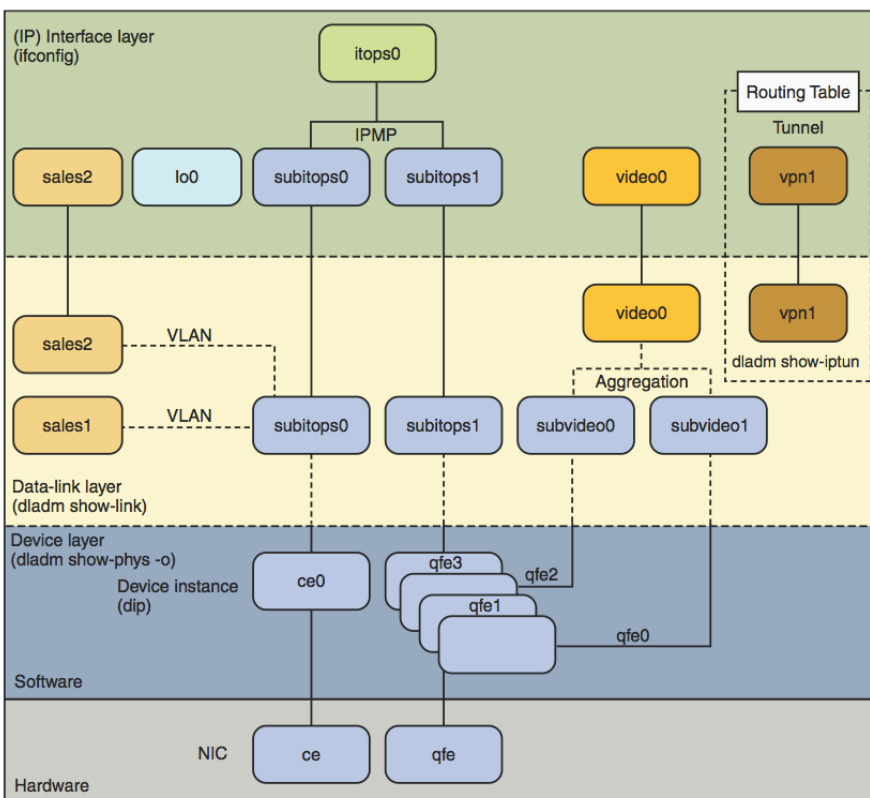 (IP) Interface layer
(ifconfig)
itops0
Routing Table
IPMP
Tunnel
sales2
lo0
subitops0
subitops1
video0
vpn1
sales2
VLAN
video0
vpn1
dladm show-iptun
Aggregation
sales1
VLAN
subitops0
subitops1
subvideo0
subvideo1
Data-link layer
(dladm show-link)
Device layer
(dladm show-phys -o)
Device instance
(dip)
ce0
qfe3
qfe2
qfe1
qfe0
Software
NIC
ce
qfe
Hardware